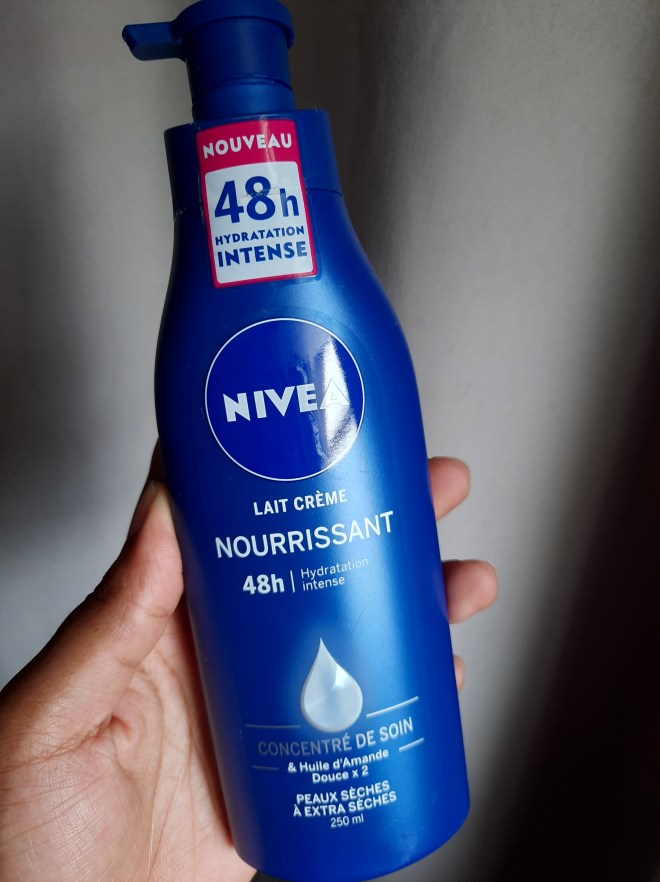 NOUVEAU
48h
HYDRATATION
INTENSE
NIVEA
LAIT CRÈME
NOURRISSANT
48h | Hydratation
intense
CONCENTRÉ DE SOIN
& Huile d'Amande
Douce x 2
PEAUX SÈCHES
À EXTRA SÈCHES
250 ml